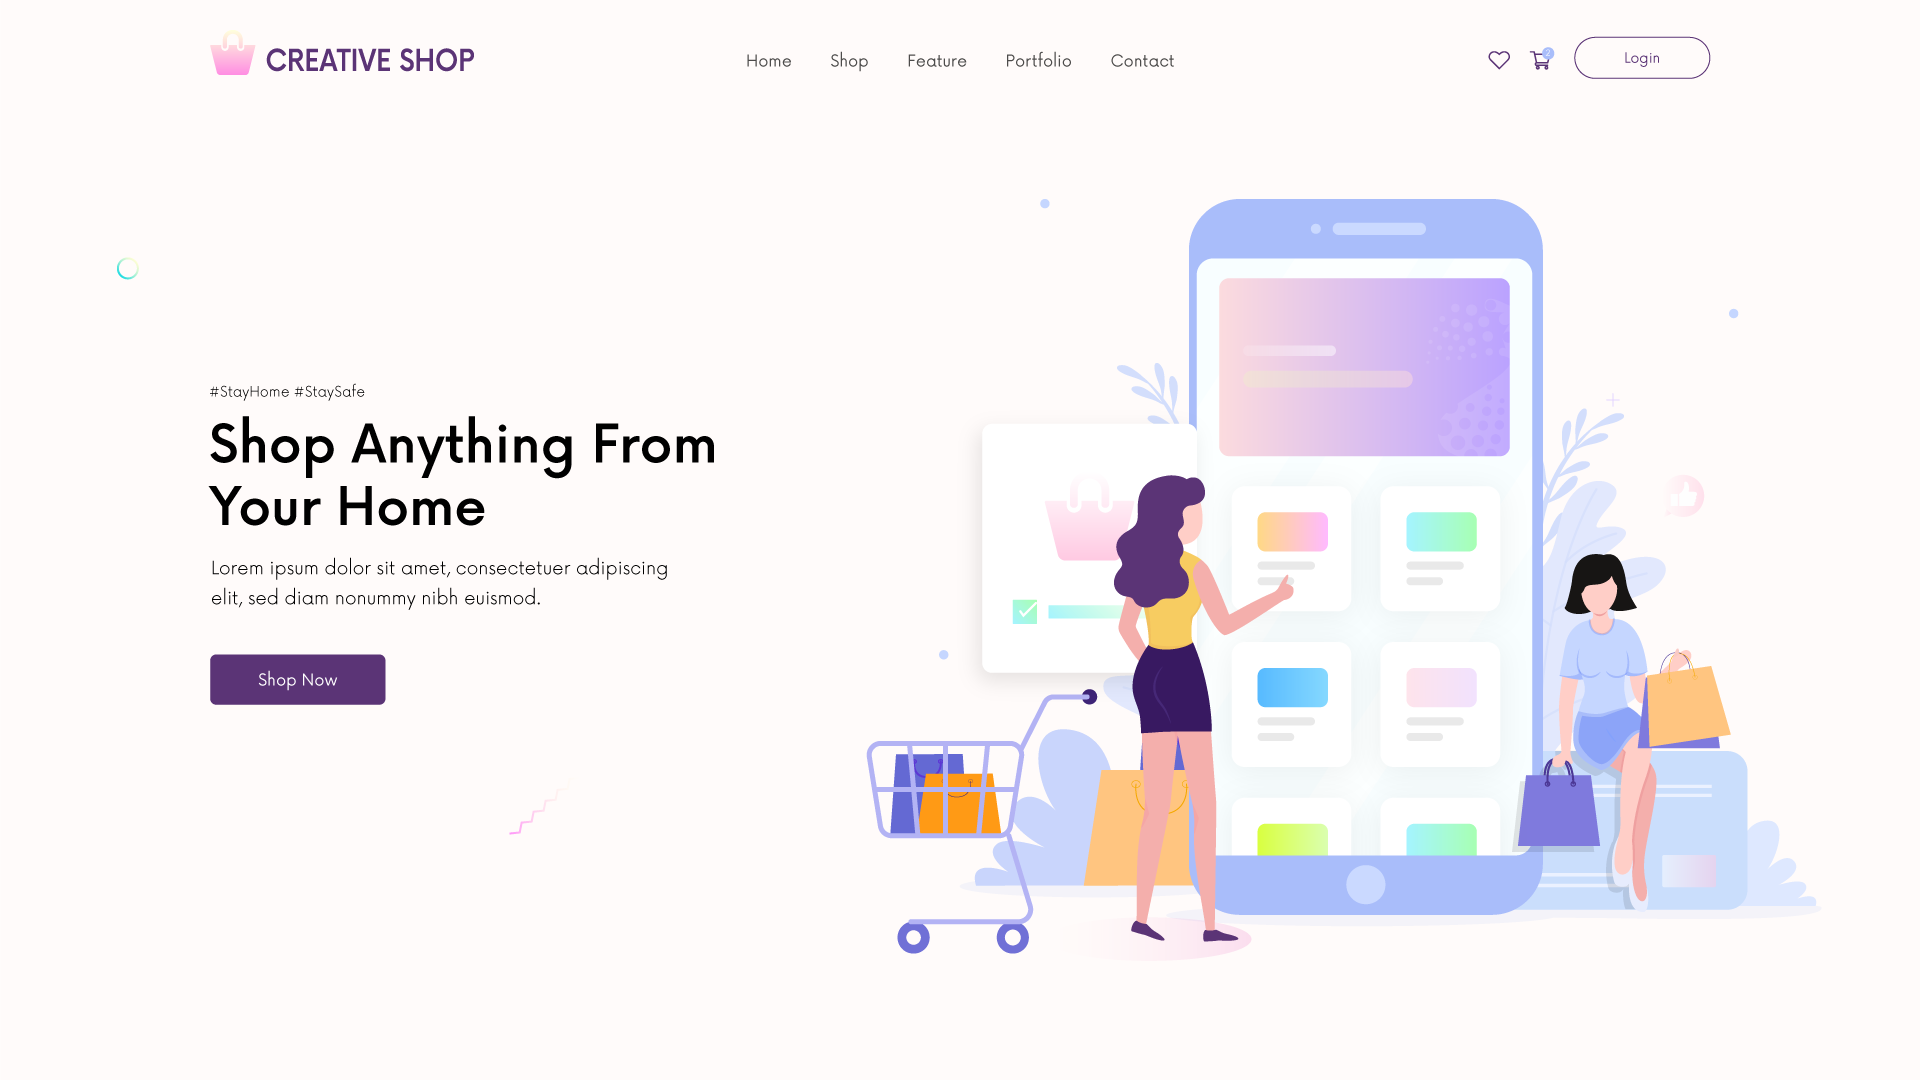 CREATIVE SHOP
Home Shop Feature Portfolio Contact
2
Login
#StayHome #StaySafe
Shop Anything From
Your Home
Lorem ipsum dolor sit amet, consectetuer adipiscing
elit, sed diam nonummy nibh euismod.
Shop Now